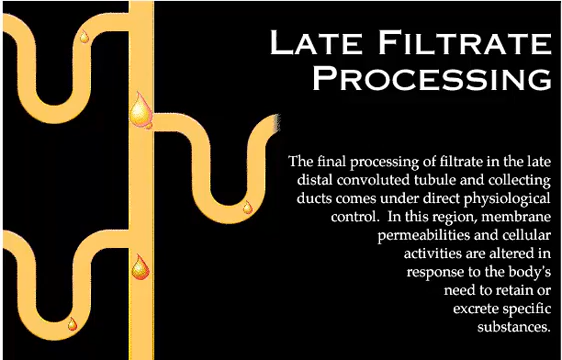 LATE FILTRATE
PROCESSING
The final processing of filtrate in the late
distal convoluted tubule and collecting
ducts comes under direct physiological
control. In this region, membrane
permeabilities and cellular
activities are altered in
response to the body's
need to retain or
excrete specific
substances.